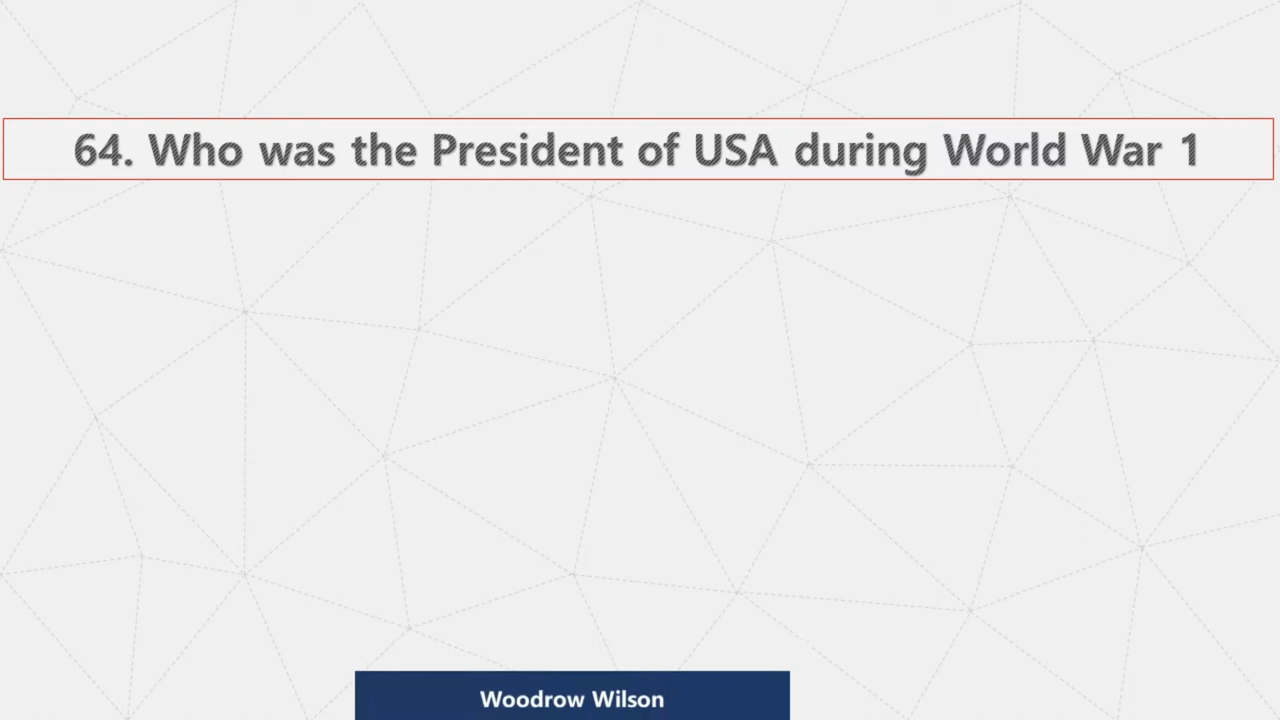 64. Who was the President of USA during World War 1
Woodrow Wilson